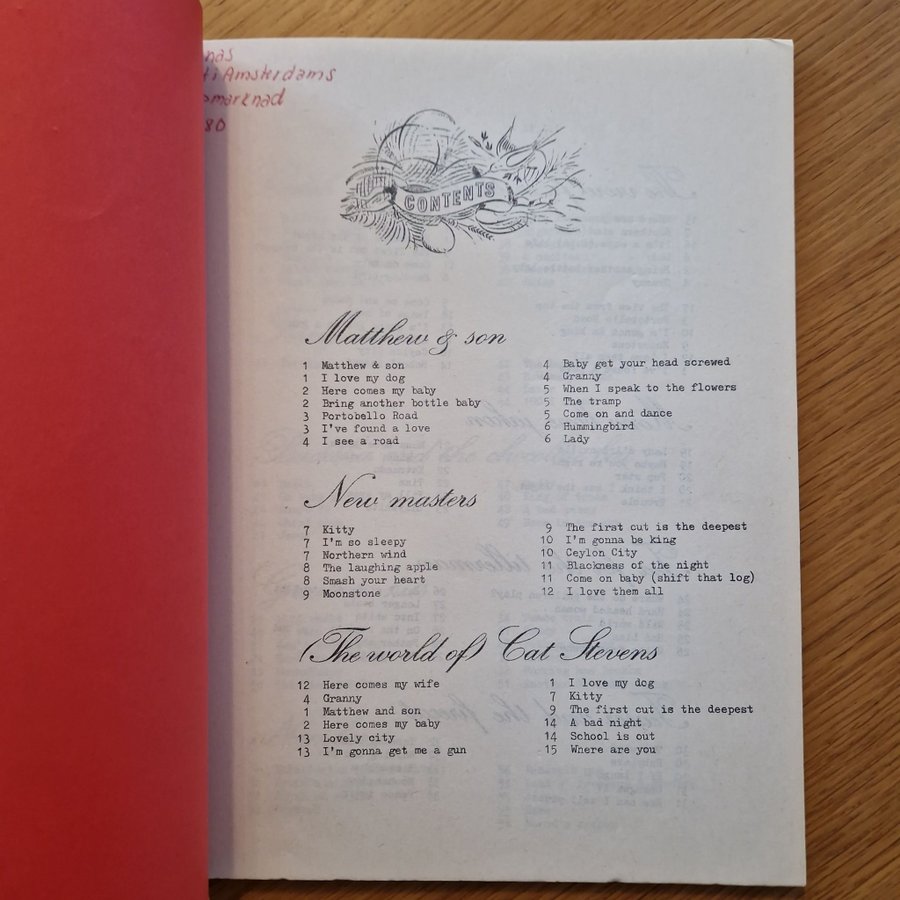 Amsterdams
80
CONTENTS
Matthew & son
1 Matthew & son
1 I love my dog
2 Here comes my baby
2 Bring another bottle baby
3 Portobello Road
3 I've found a love
4 I see a road
4 Baby get your head screwed
4 Granny
5 When I speak to the flowers
5 The tramp
5 Come on and dance
6 Hummingbird
6 Lady
New masters
7 Kitty
7 I'm so sleepy
7 Northern wind
8 The laughing apple
8 Smash your heart
9 Moonstone
9 The first cut is the deepest
10 I'm gonna be king
10 Ceylon City
11 Blackness of the night
11 Come on baby (shift that log)
12 I love them all
(The world of) Cat Stevens
12 Here comes my wife
4 Granny
1 Matthew and son
2 Here comes my baby
13 Lovely city
13 I'm gonna get me a gun
1 I love my dog
7 Kitty
9 The first cut is the deepest
14 A bad night
14 School is out
15 Where are you